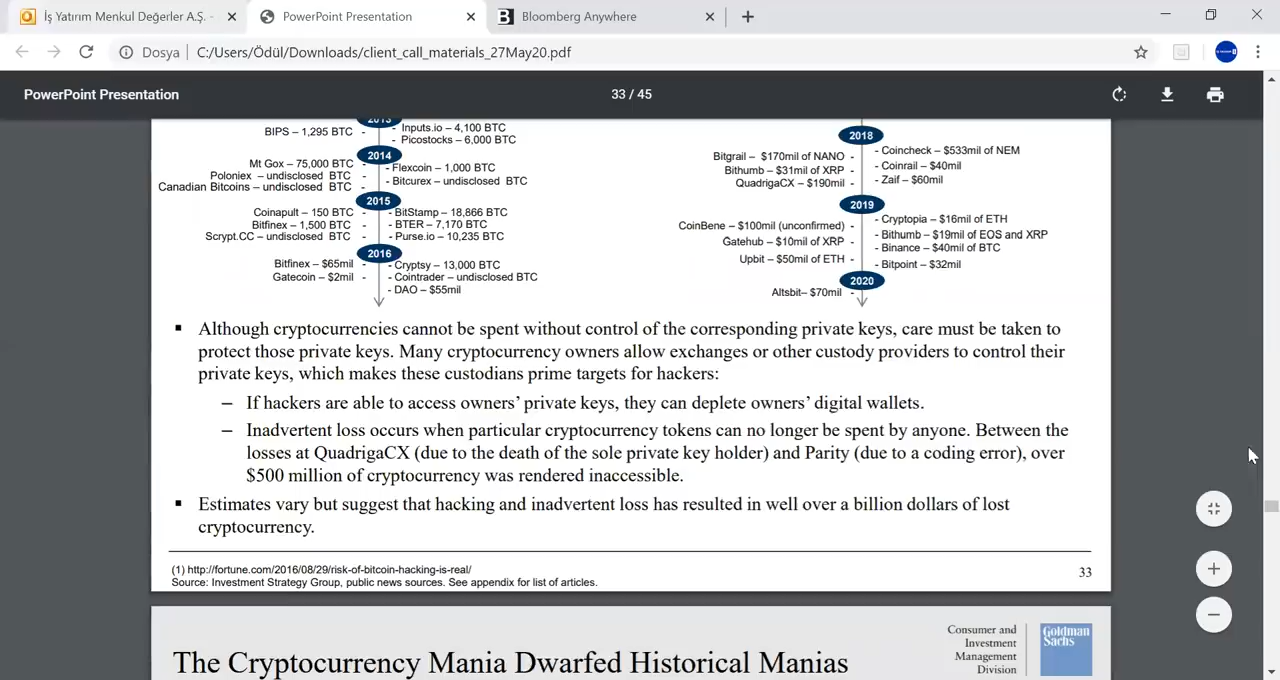 İş Yatırım Menkul Değerler A.Ş. -
PowerPoint Presentation
Bloomberg Anywhere
Dosya
C:/Users/Ödül/Downloads/client_call_materials_27May20.pdf
PowerPoint Presentation
33 / 45
2013
BIPS – 1,295 BTC -
- Inputs.io – 4,100 BTC
- Picostocks – 6,000 BTC
2014
Mt Gox – 75,000 BTC -
Poloniex – undisclosed BTC -
Canadian Bitcoins – undisclosed BTC -
- Flexcoin – 1,000 BTC
- Bitcurex – undisclosed BTC
2015
Coinapult – 150 BTC -
Bitfinex – 1,500 BTC -
Scrypt.CC – undisclosed BTC -
- BitStamp – 18,866 BTC
- BTER – 7,170 BTC
- Purse.io – 10,235 BTC
2016
Bitfinex – $65mil -
Gatecoin – $2mil -
- Cryptsy – 13,000 BTC
- Cointrader – undisclosed BTC
- DAO – $55mil
2018
Bitgrail – $170mil of NANO -
Bithumb – $31mil of XRP -
QuadrigaCX – $190mil -
- Coincheck – $533mil of NEM
- Coinrail – $40mil
- Zaif – $60mil
2019
CoinBene – $100mil (unconfirmed) -
Gatehub – $10mil of XRP -
Upbit – $50mil of ETH -
- Cryptopia – $16mil of ETH
- Bithumb – $19mil of EOS and XRP
- Binance – $40mil of BTC
- Bitpoint – $32mil
2020
Altsbit– $70mil -
▪ Although cryptocurrencies cannot be spent without control of the corresponding private keys, care must be taken to
protect those private keys. Many cryptocurrency owners allow exchanges or other custody providers to control their
private keys, which makes these custodians prime targets for hackers:
– If hackers are able to access owners' private keys, they can deplete owners' digital wallets.
– Inadvertent loss occurs when particular cryptocurrency tokens can no longer be spent by anyone. Between the
losses at QuadrigaCX (due to the death of the sole private key holder) and Parity (due to a coding error), over
$500 million of cryptocurrency was rendered inaccessible.
▪ Estimates vary but suggest that hacking and inadvertent loss has resulted in well over a billion dollars of lost
cryptocurrency.
(1) http://fortune.com/2016/08/29/risk-of-bitcoin-hacking-is-real/
Source: Investment Strategy Group, public news sources. See appendix for list of articles.
33
The Cryptocurrency Mania Dwarfed Historical Manias
Consumer and
Investment
Management
Division
Goldman
Sachs